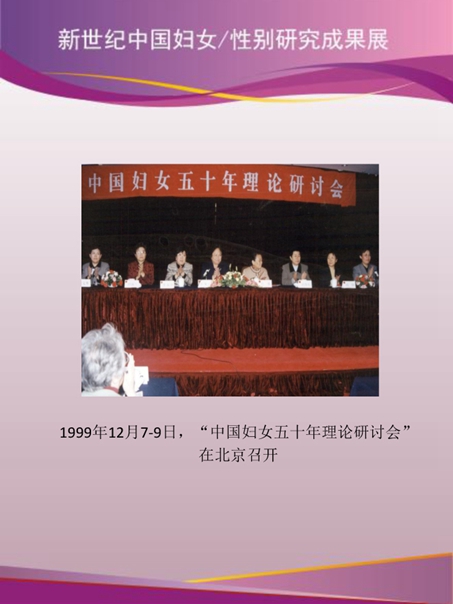 新世纪中国妇女/性别研究成果展
中国妇女五十年理论研讨会
1999年12月7-9日，“中国妇女五十年理论研讨会”
在北京召开